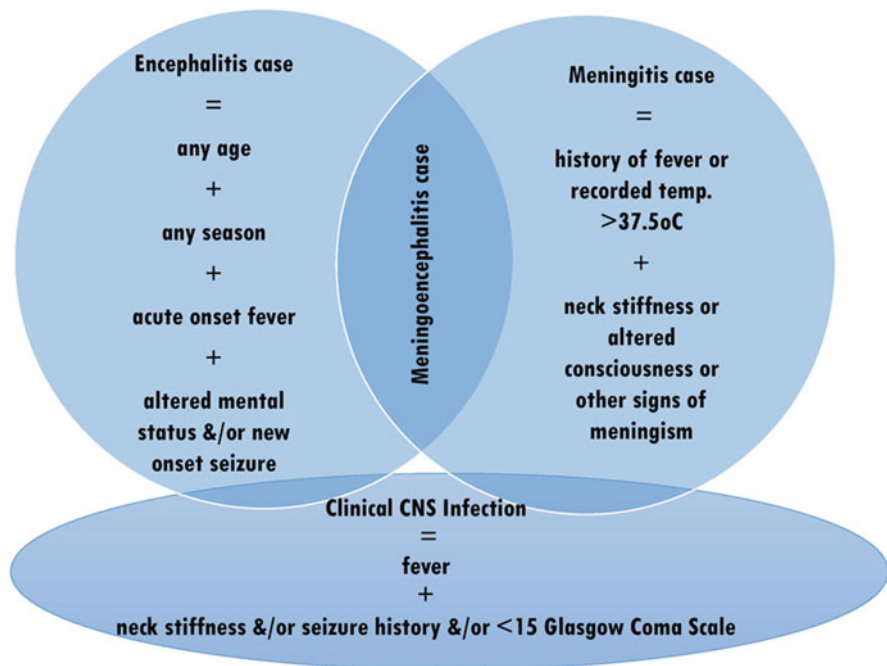 Encephalitis case
=
any age
+
any season
+
acute onset fever
+
altered mental
status &/or new
onset seizure
Meningoencephalitis case
Meningitis case
=
history of fever or
recorded temp.
>37.5oC
+
neck stiffness or
altered
consciousness or
other signs of
meningism
Clinical CNS Infection
=
fever
+
neck stiffness &/or seizure history &/or <15 Glasgow Coma Scale